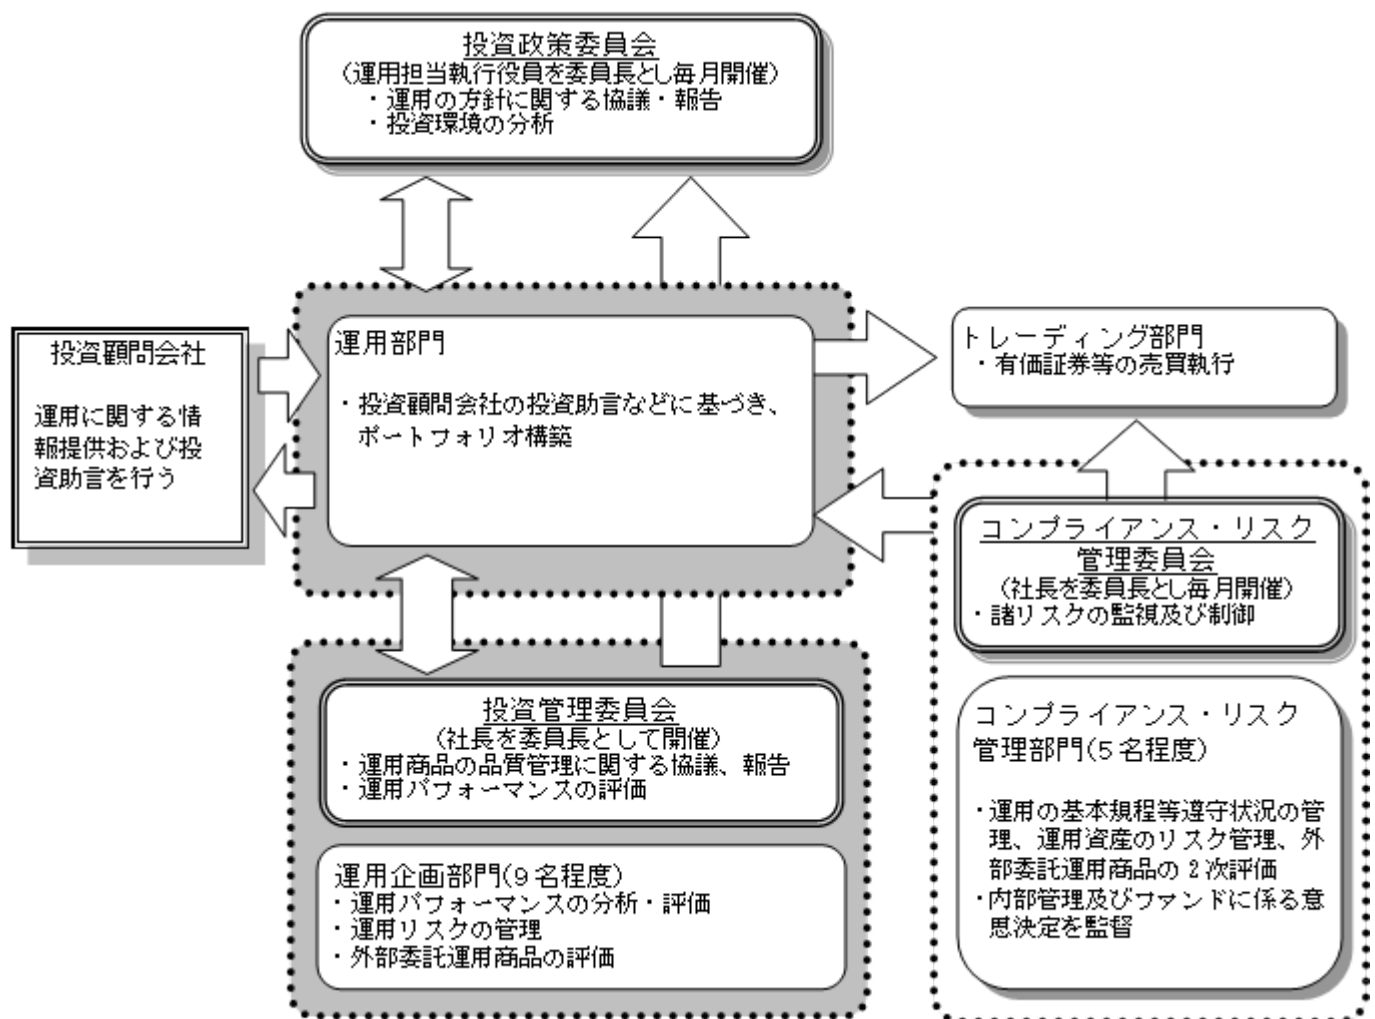 投資政策委員会
(運用担当執行役員を委員長とし毎月開催)
・運用の方針に関する協議・報告
・投資環境の分析
投資顧問会社
運用に関する情
報提供および投
資助言を行う
運用部門
・投資顧問会社の投資助言などに基づき、
ポートフォリオ構築
トレーディング部門
・有価証券等の売買執行
コンプライアンス・リスク
管理委員会
(社長を委員長とし毎月開催)
・諸リスクの監視及び制御
コンプライアンス・リスク
管理部門(5名程度)
・運用の基本規程等遵守状況の管
理、運用資産のリスク管理、外
部委託運用商品の2次評価
・内部管理及びファンドに係る意
思決定を監督
投資管理委員会
(社長を委員長として開催)
・運用商品の品質管理に関する協議、報告
・運用パフォーマンスの評価
運用企画部門(9名程度)
・運用パフォーマンスの分析・評価
・運用リスクの管理
・外部委託運用商品の評価